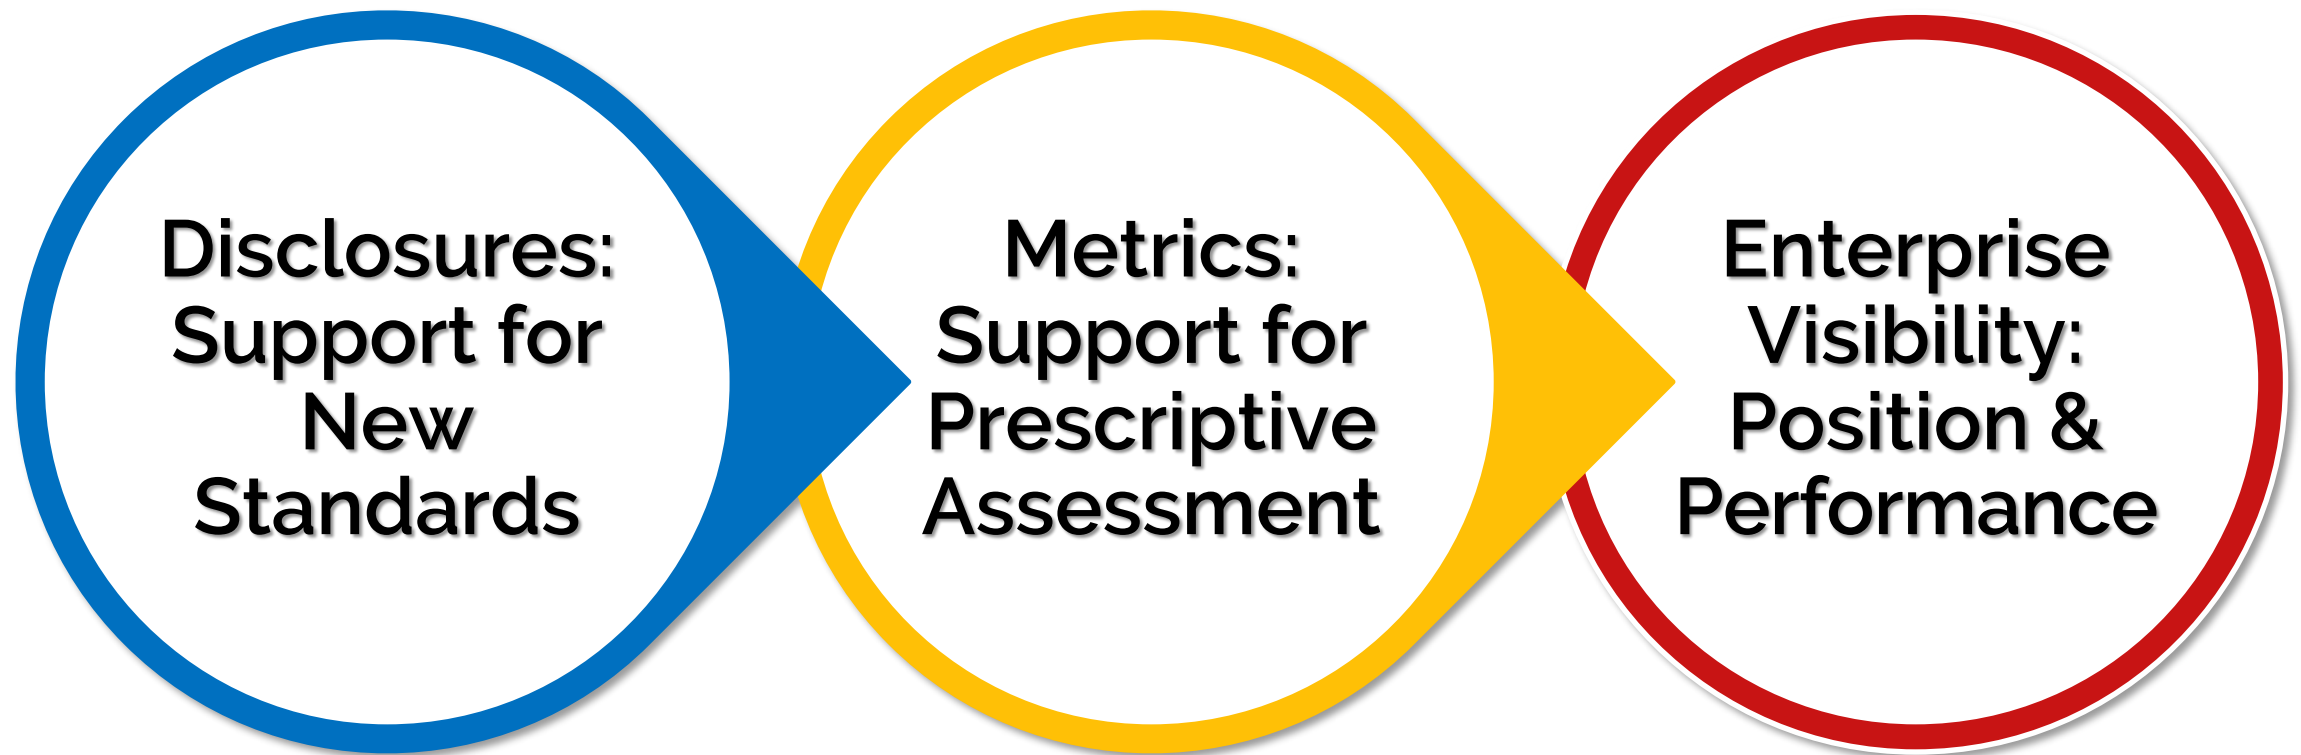 Disclosures:
Support for
New
Standards
Metrics:
Support for
Prescriptive
Assessment
Enterprise
Visibility:
Position &
Performance